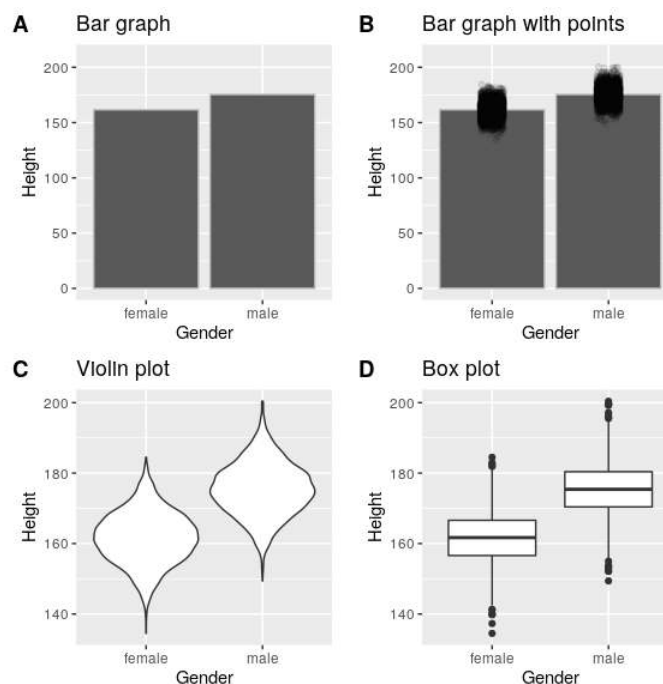 A Bar graph
B Bar graph with points
200
150
100
50
0
Height
female male
Gender
200
150
100
50
0
Height
female male
Gender
C Violin plot
D Box plot
200
180
160
140
Height
female male
Gender
200
180
160
140
Height
female male
Gender